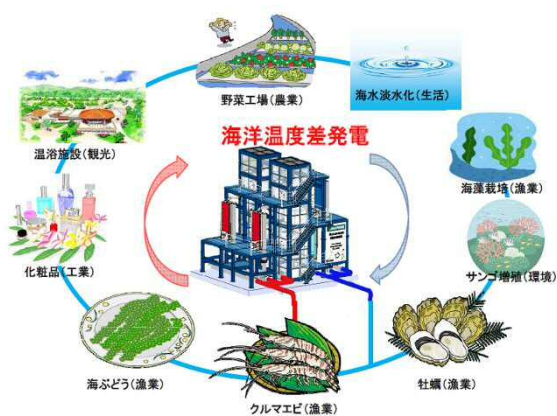 野菜工場(農業)
海水淡水化(生活)
温浴施設(観光)
海洋温度差発電
海藻栽培(漁業)
化粧品(工業)
サンゴ増殖(環境)
海ぶどう(漁業)
クルマエビ(漁業)
牡蠣(漁業)